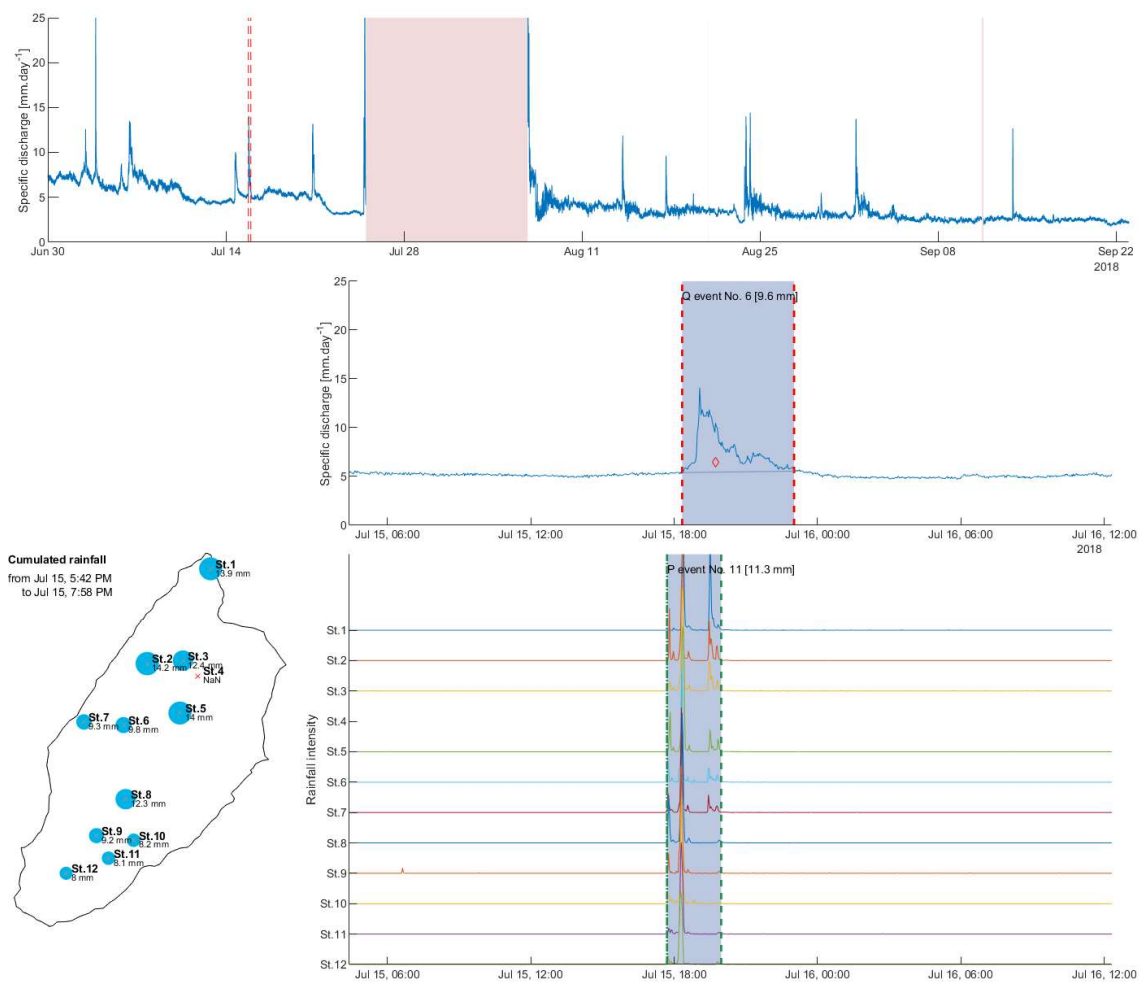 25
20
15
10
5
0
Specific discharge [mm.day-1]
Jun 30
Jul 14
Jul 28
Aug 11
Aug 25
Sep 08
Sep 22
2018
25
20
15
10
5
0
Specific discharge [mm.day-1]
Q event No. 6 [9.6 mm]
Jul 15, 06:00
Jul 15, 12:00
Jul 15, 18:00
Jul 16, 00:00
Jul 16, 06:00
Jul 16, 12:00
2018
Cumulated rainfall
from Jul 15, 5:42 PM
to Jul 15, 7:58 PM
St.1
13.9 mm
St.2
14.2 mm
St.3
12.4 mm
St.4
NaN
St.5
14 mm
St.7
9.3 mm
St.6
9.8 mm
St.8
12.3 mm
St.9
9.2 mm
St.10
8.2 mm
St.11
8.1 mm
St.12
8 mm
P event No. 11 [11.3 mm]
Rainfall intensity
St.1
St.2
St.3
St.4
St.5
St.6
St.7
St.8
St.9
St.10
St.11
St.12
Jul 15, 06:00
Jul 15, 12:00
Jul 15, 18:00
Jul 16, 00:00
Jul 16, 06:00
Jul 16, 12:00